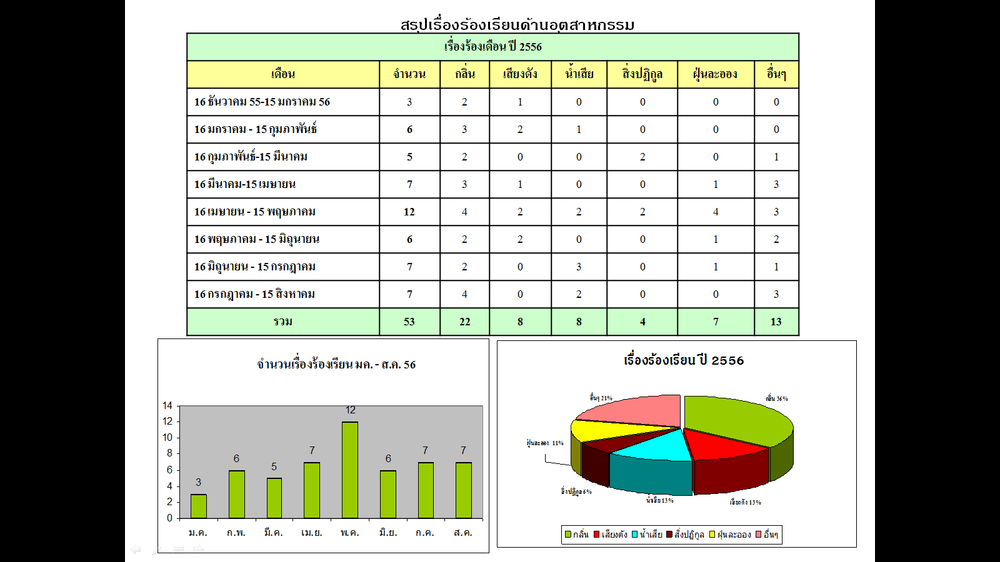 สรุปเรื่องร้องเรียนด้านอุตสาหกรรม
เรื่องร้องเดือน ปี 2556
เดือน จำนวน กลิ่น เสียงดัง น้ำเสีย สิ่งปฏิกูล ฝุ่นละออง อื่นๆ
16 ธันวาคม 55-15 มกราคม 56 3 2 1 0 0 0 0
16 มกราคม - 15 กุมภาพันธ์ 6 3 2 1 0 0 0
16 กุมภาพันธ์-15 มีนาคม 5 2 0 0 2 0 1
16 มีนาคม-15 เมษายน 7 3 1 0 0 1 3
16 เมษายน - 15 พฤษภาคม 12 4 2 2 2 4 3
16 พฤษภาคม - 15 มิถุนายน 6 2 2 0 0 1 2
16 มิถุนายน - 15 กรกฎาคม 7 2 0 3 0 1 1
16 กรกฎาคม - 15 สิงหาคม 7 4 0 2 0 0 3
รวม 53 22 8 8 4 7 13
จำนวนเรื่องร้องเรียน มค. - ส.ค. 56
14
12
10
8
6
4
2
0
3 6 5 7 12 6 7 7
ม.ค. ก.พ. มี.ค. เม.ย. พ.ค. มิ.ย. ก.ค. ส.ค.
เรื่องร้องเรียน ปี 2556
อื่นๆ 21%
กลิ่น 36%
ฝุ่นละออง 11%
สิ่งปฏิกูล 6%
น้ำเสีย 13%
เสียงดัง 13%
กลิ่น เสียงดัง น้ำเสีย สิ่งปฏิกูล ฝุ่นละออง อื่นๆ